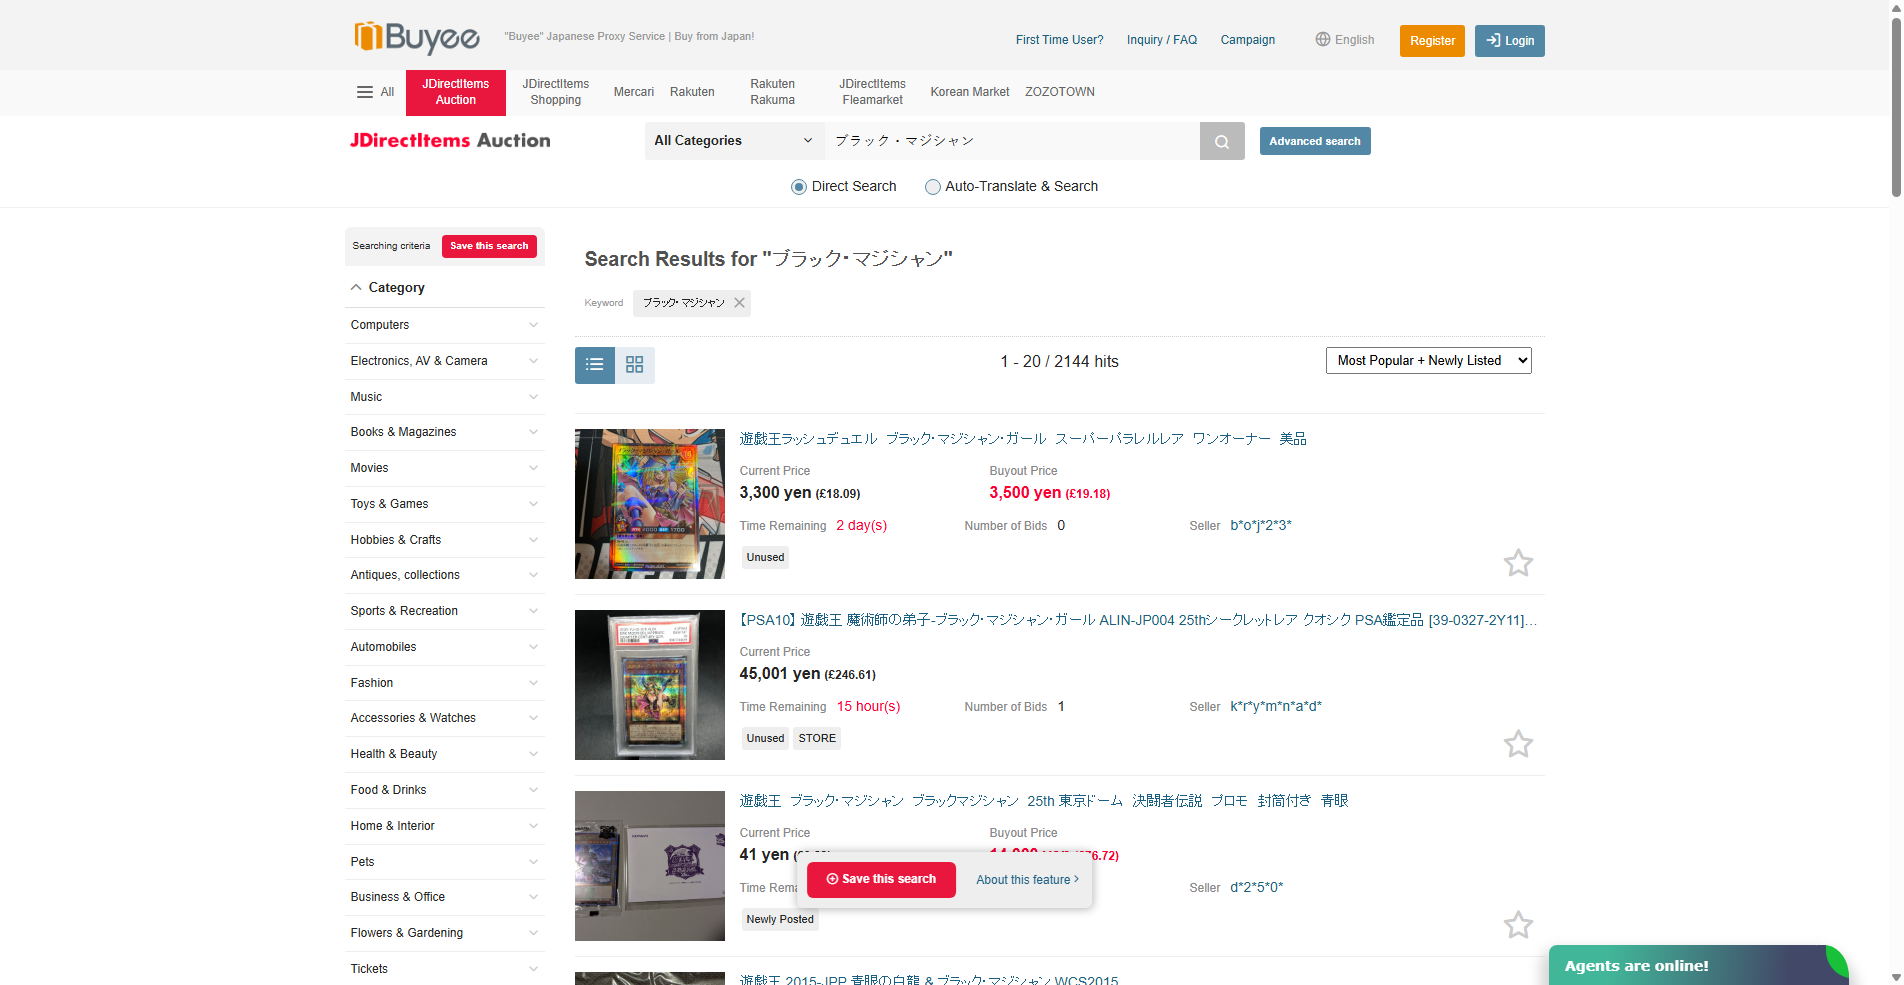 Buyee
"Buyee" Japanese Proxy Service | Buy from Japan!
First Time User?
Inquiry / FAQ
Campaign
English
Register
Login
All
JDirectItems
Auction
JDirectItems
Shopping
Mercari
Rakuten
Rakuten
Rakuma
JDirectItems
Fleamarket
Korean Market
ZOZOTOWN
JDirectItems Auction
All Categories
ブラック・マジシャン
Advanced search
Direct Search
Auto-Translate & Search
Searching criteria
Save this search
Category
Computers
Electronics, AV & Camera
Music
Books & Magazines
Movies
Toys & Games
Hobbies & Crafts
Antiques, collections
Sports & Recreation
Automobiles
Fashion
Accessories & Watches
Health & Beauty
Food & Drinks
Home & Interior
Pets
Business & Office
Flowers & Gardening
Tickets
Search Results for "ブラック・マジシャン"
Keyword
ブラック・マジシャン
1 - 20 / 2144 hits
Most Popular + Newly Listed
遊戯王ラッシュデュエル ブラック・マジシャン・ガール スーパーパラレルレア ワンオーナー 美品
Current Price
Buyout Price
3,300 yen (£18.09)
3,500 yen (£19.18)
Time Remaining 2 day(s)
Number of Bids 0
Seller b*o*j*2*3*
Unused
【PSA10】 遊戯王 魔術師の弟子-ブラック・マジシャン・ガール ALIN-JP004 25thシークレットレア クオシク PSA鑑定品 [39-0327-2Y11]...
Current Price
45,001 yen (£246.61)
Time Remaining 15 hour(s)
Number of Bids 1
Seller k*r*y*m*n*a*d*
Unused
STORE
遊戯王 ブラック・マジシャン ブラックマジシャン 25th 東京ドーム 決闘者伝説 プロモ 封筒付き 青眼
Current Price
Buyout Price
41 yen
Time Rema
Seller d*2*5*0*
Newly Posted
Save this search
About this feature
遊戯王 2015-JPP 青眼の白龍 & ブラック・マジシャン WCS2015
Agents are online!